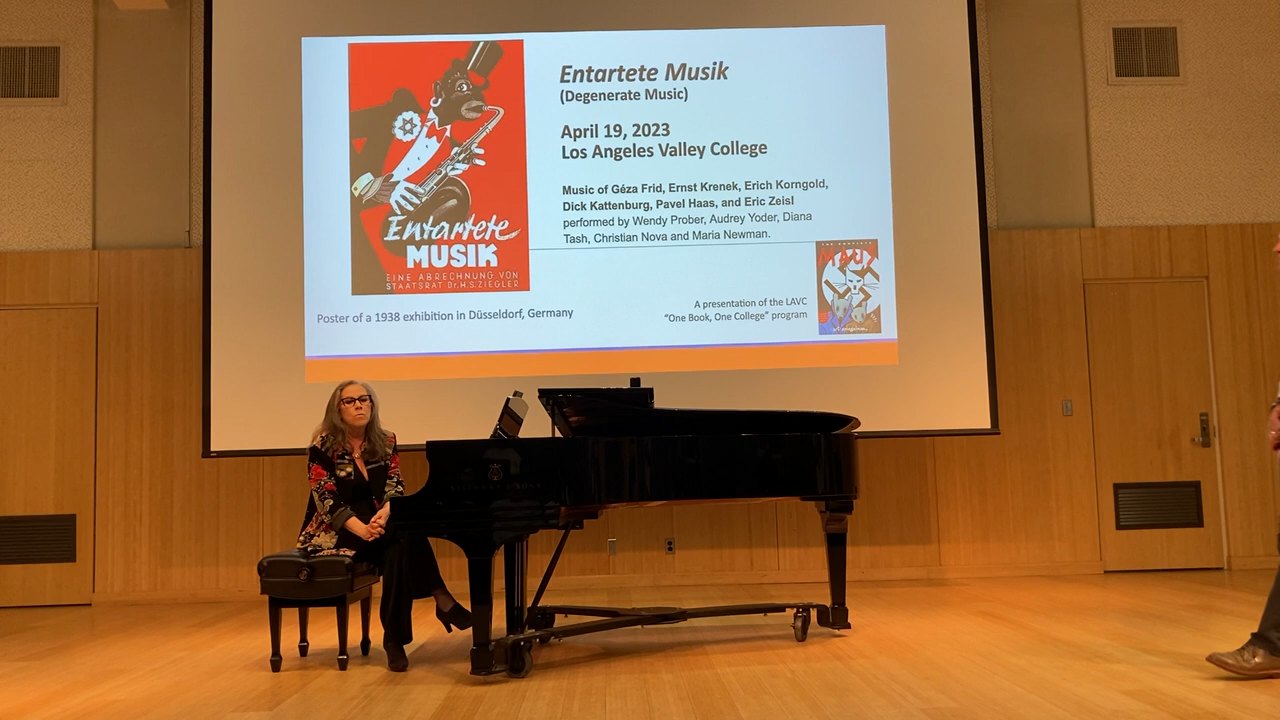 Entartete Musik
(Degenerate Music)
April 19, 2023
Los Angeles Valley College
Music of Géza Frid, Ernst Krenek, Erich Korngold,
Dick Kattenburg, Pavel Haas, and Eric Zeisl
performed by Wendy Prober, Audrey Yoder, Diana
Tash, Christian Nova and Maria Newman.
Entartete
MUSIK
EINE ABRECHNUNG VON
STAATSRAT Dr. H.S. ZIEGLER
Poster of a 1938 exhibition in Düsseldorf, Germany
A presentation of the LAVC
“One Book, One College” program
THE COMPLETE
MAUS